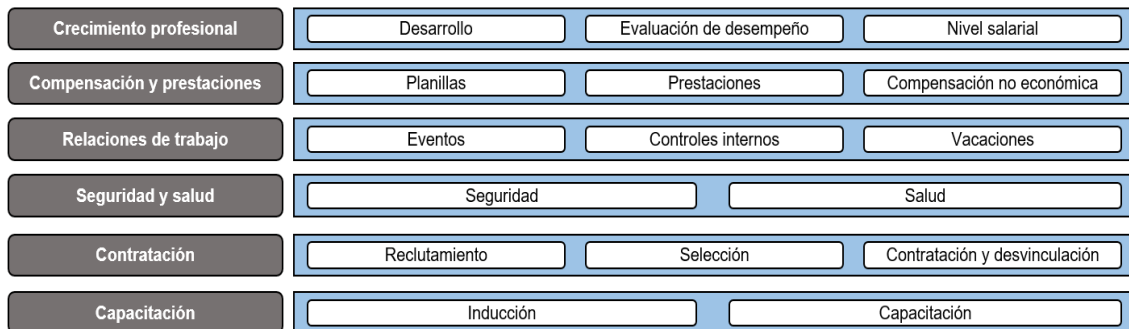 Crecimiento profesional Desarrollo Evaluación de desempeño Nivel salarial
Compensación y prestaciones Planillas Prestaciones Compensación no económica
Relaciones de trabajo Eventos Controles internos Vacaciones
Seguridad y salud Seguridad Salud
Contratación Reclutamiento Selección Contratación y desvinculación
Capacitación Inducción Capacitación